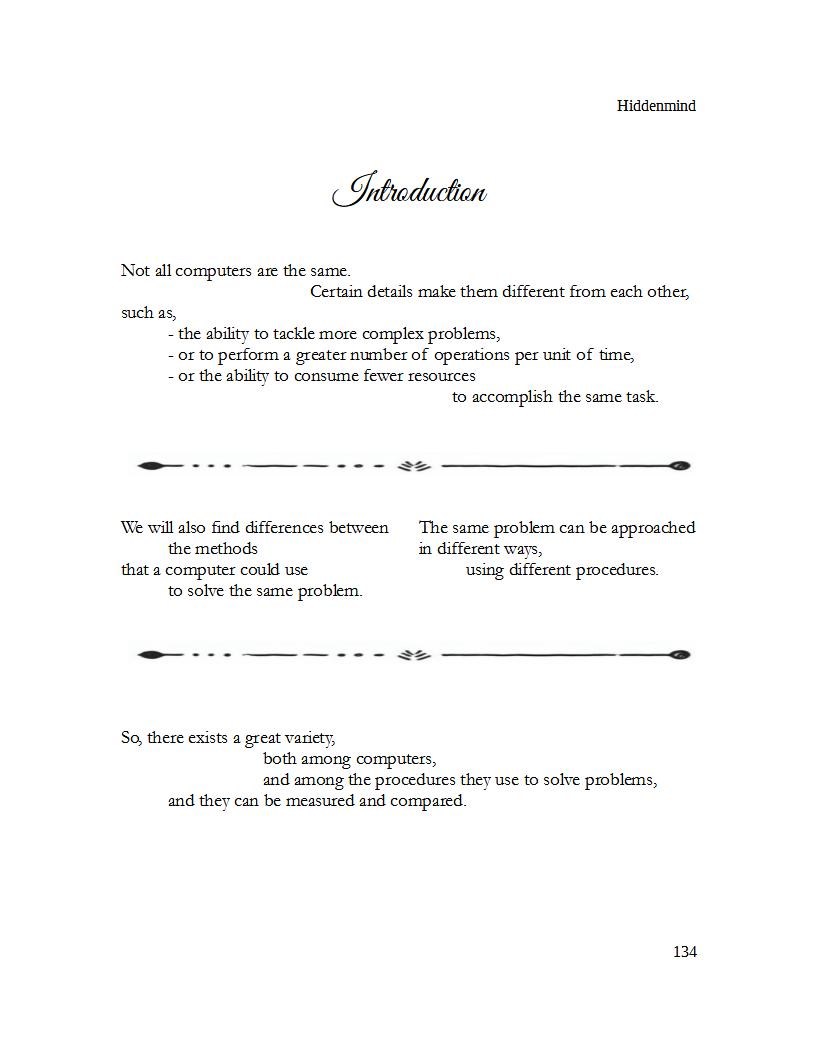 Hiddenmind
Introduction
Not all computers are the same.
Certain details make them different from each other,
such as,
- the ability to tackle more complex problems,
- or to perform a greater number of operations per unit of time,
- or the ability to consume fewer resources
to accomplish the same task.
We will also find differences between
the methods
that a computer could use
to solve the same problem.
The same problem can be approached
in different ways,
using different procedures.
So, there exists a great variety,
both among computers,
and among the procedures they use to solve problems,
and they can be measured and compared.
134